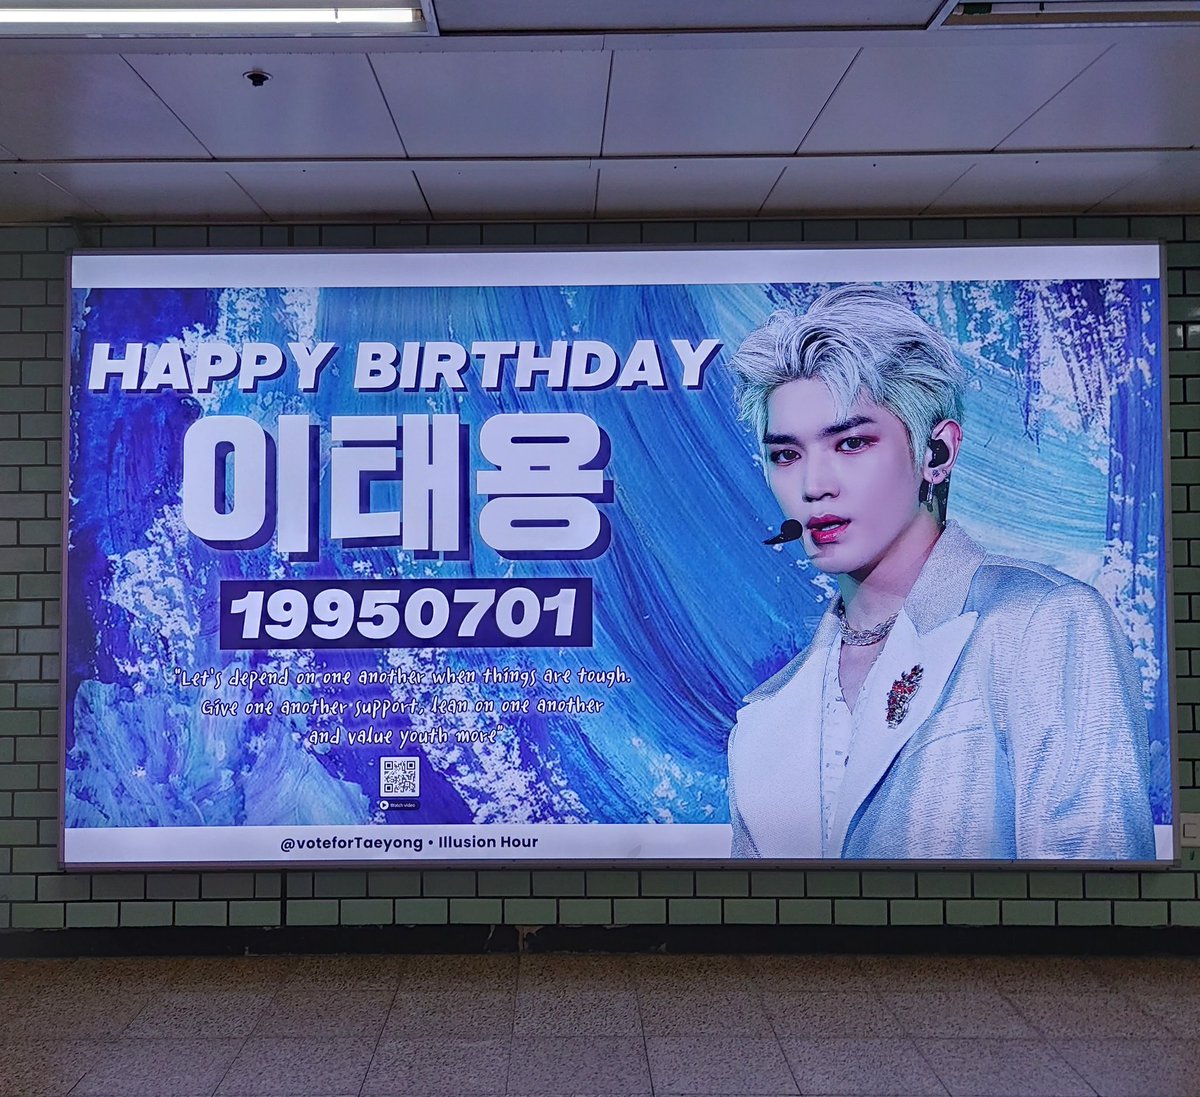 HAPPY BIRTHDAY
이태용
19950701
"Let's depend on one another when things are tough.
Give one another support, lean on one another
and value youth more"
Watch video
@voteforTaeyong • Illusion Hour